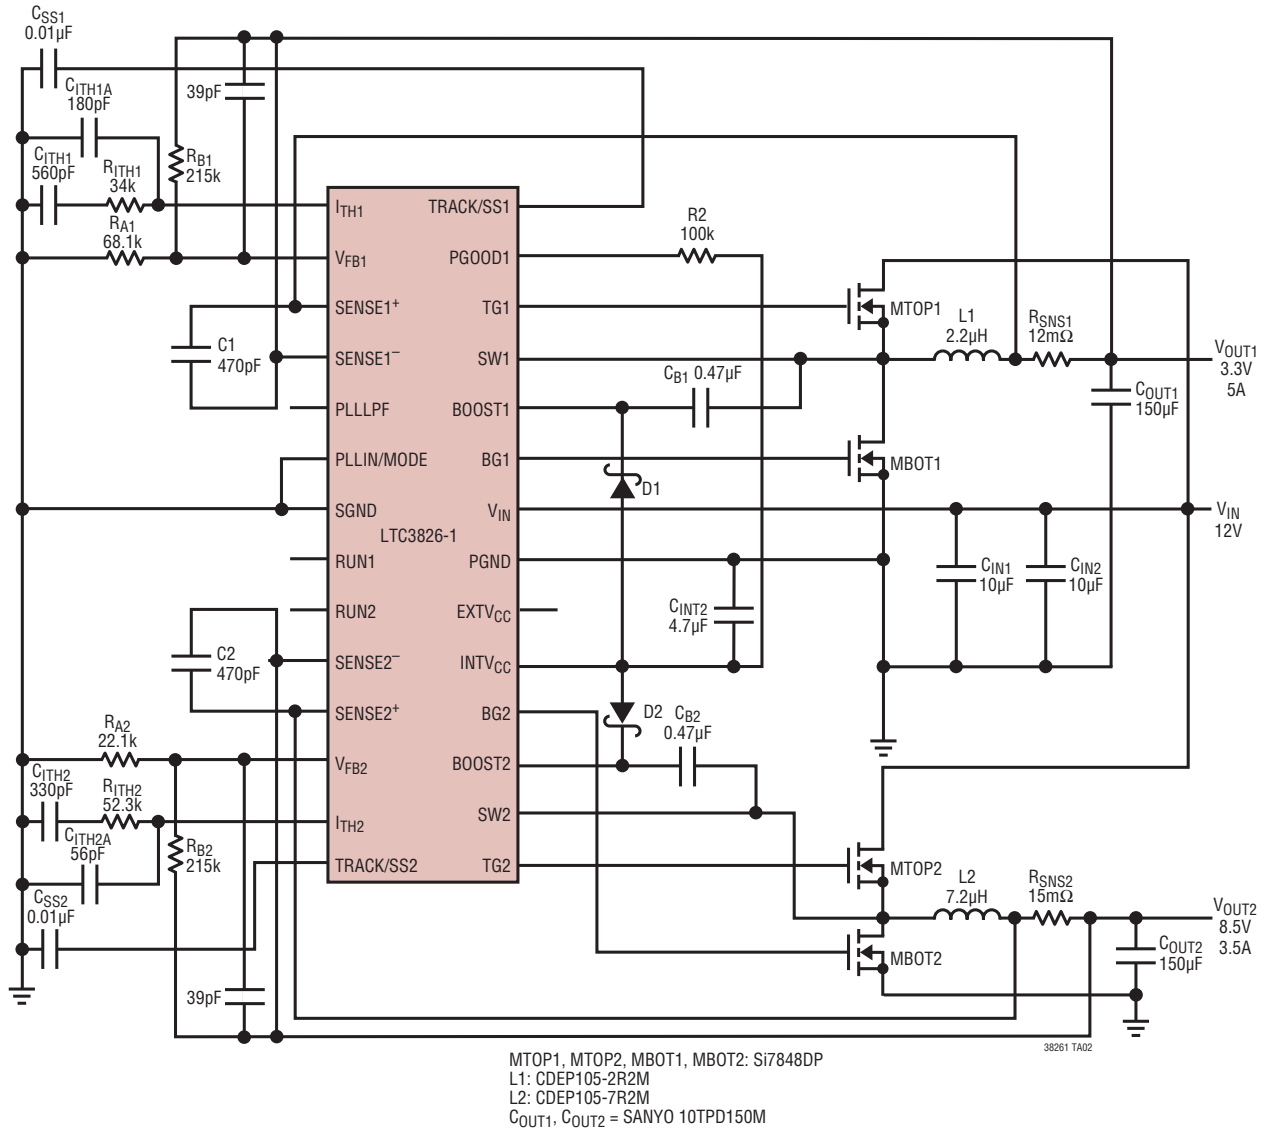 CSS1
0.01µF
CITH1A
180pF
39pF
CITH1
560pF
RITH1
34k
RB1
215k
RA1
68.1k
C1
470pF
ITH1
VFB1
SENSE1+
SENSE1–
PLLLPF
PLLIN/MODE
SGND
LTC3826-1
RUN1
RUN2
SENSE2–
SENSE2+
VFB2
ITH2
TRACK/SS2
TRACK/SS1
PGOOD1
TG1
SW1
BOOST1
BG1
VIN
PGND
EXTVCC
INTVCC
BG2
BOOST2
SW2
TG2
R2
100k
MTOP1
L1
2.2µH
RSNS1
12mΩ
VOUT1
3.3V
5A
CB1 0.47µF
COUT1
150µF
MBOT1
D1
VIN
12V
CIN1
10µF
CIN2
10µF
CINT2
4.7µF
C2
470pF
D2
CB2
0.47µF
RA2
22.1k
CITH2
330pF
RITH2
52.3k
CITH2A
56pF
RB2
215k
CSS2
0.01µF
39pF
MTOP2
L2
7.2µH
RSNS2
15mΩ
VOUT2
8.5V
3.5A
MBOT2
COUT2
150µF
38261 TA02
MTOP1, MTOP2, MBOT1, MBOT2: Si7848DP
L1: CDEP105-2R2M
L2: CDEP105-7R2M
COUT1, COUT2 = SANYO 10TPD150M